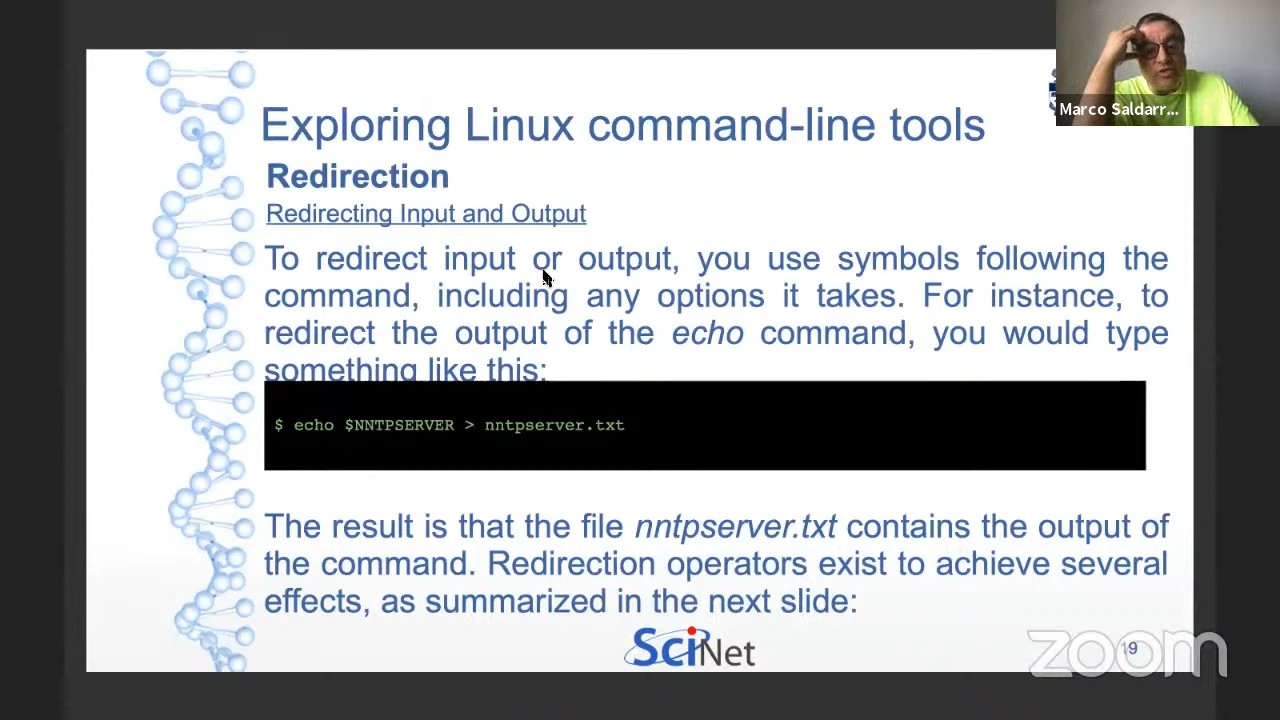 Exploring Linux command-line tools
Redirection
Redirecting Input and Output
To redirect input or output, you use symbols following the
command, including any options it takes. For instance, to
redirect the output of the echo command, you would type
something like this:
$ echo $NNTPSERVER > nntpserver.txt
The result is that the file nntpserver.txt contains the output of
the command. Redirection operators exist to achieve several
effects, as summarized in the next slide:
SciNet
19
zoom
Marco Saldarr...